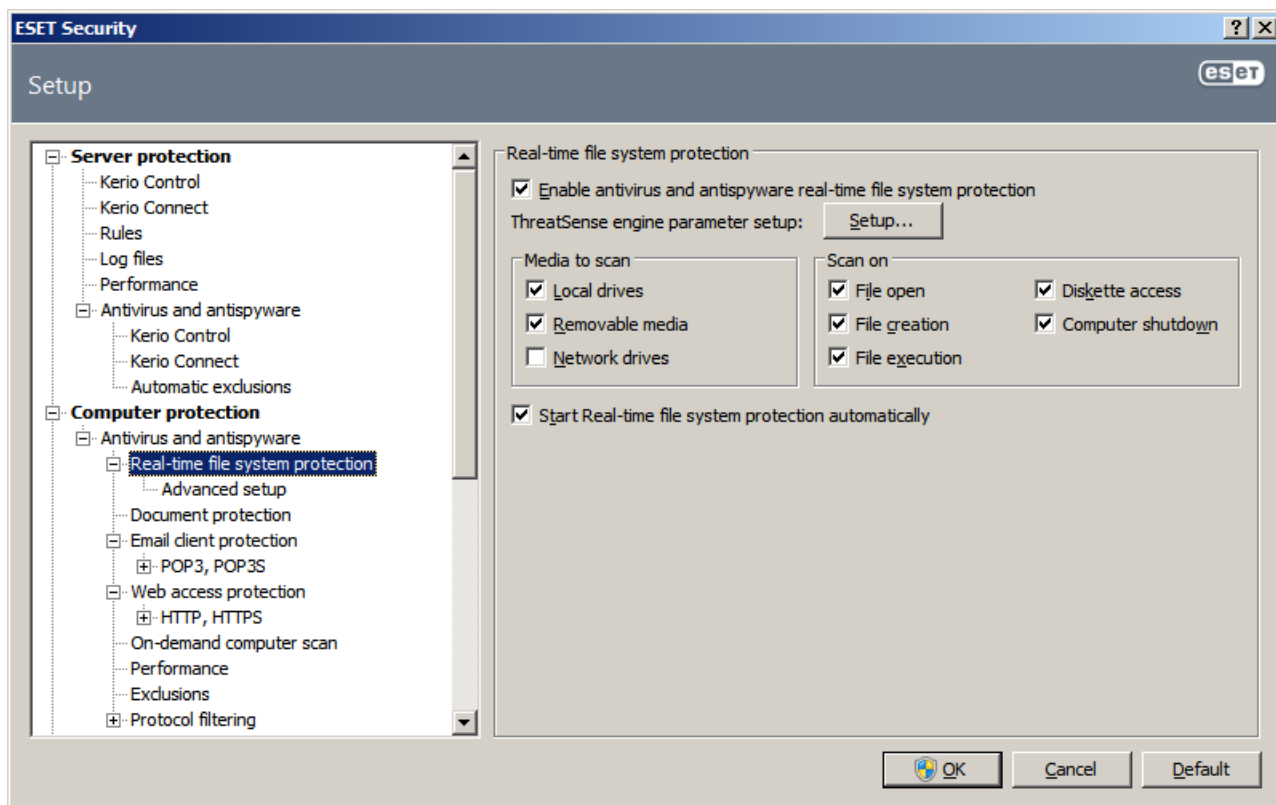 ESET Security
Setup
eset
Server protection
Kerio Control
Kerio Connect
Rules
Log files
Performance
Antivirus and antispyware
Kerio Control
Kerio Connect
Automatic exclusions
Computer protection
Antivirus and antispyware
Real-time file system protection
Advanced setup
Document protection
Email client protection
POP3, POP3S
Web access protection
HTTP, HTTPS
On-demand computer scan
Performance
Exclusions
Protocol filtering
Real-time file system protection
Enable antivirus and antispyware real-time file system protection
ThreatSense engine parameter setup: Setup...
Media to scan
Local drives
Removable media
Network drives
Scan on
File open Diskette access
File creation Computer shutdown
File execution
Start Real-time file system protection automatically
OK Cancel Default